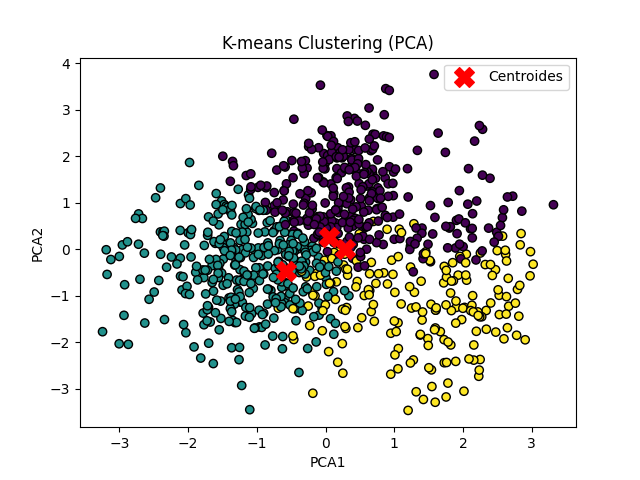 K-means Clustering (PCA)
Centroides
4
3
2
1
0
−1
−2
−3
PCA2
−3 −2 −1 0 1 2 3
PCA1